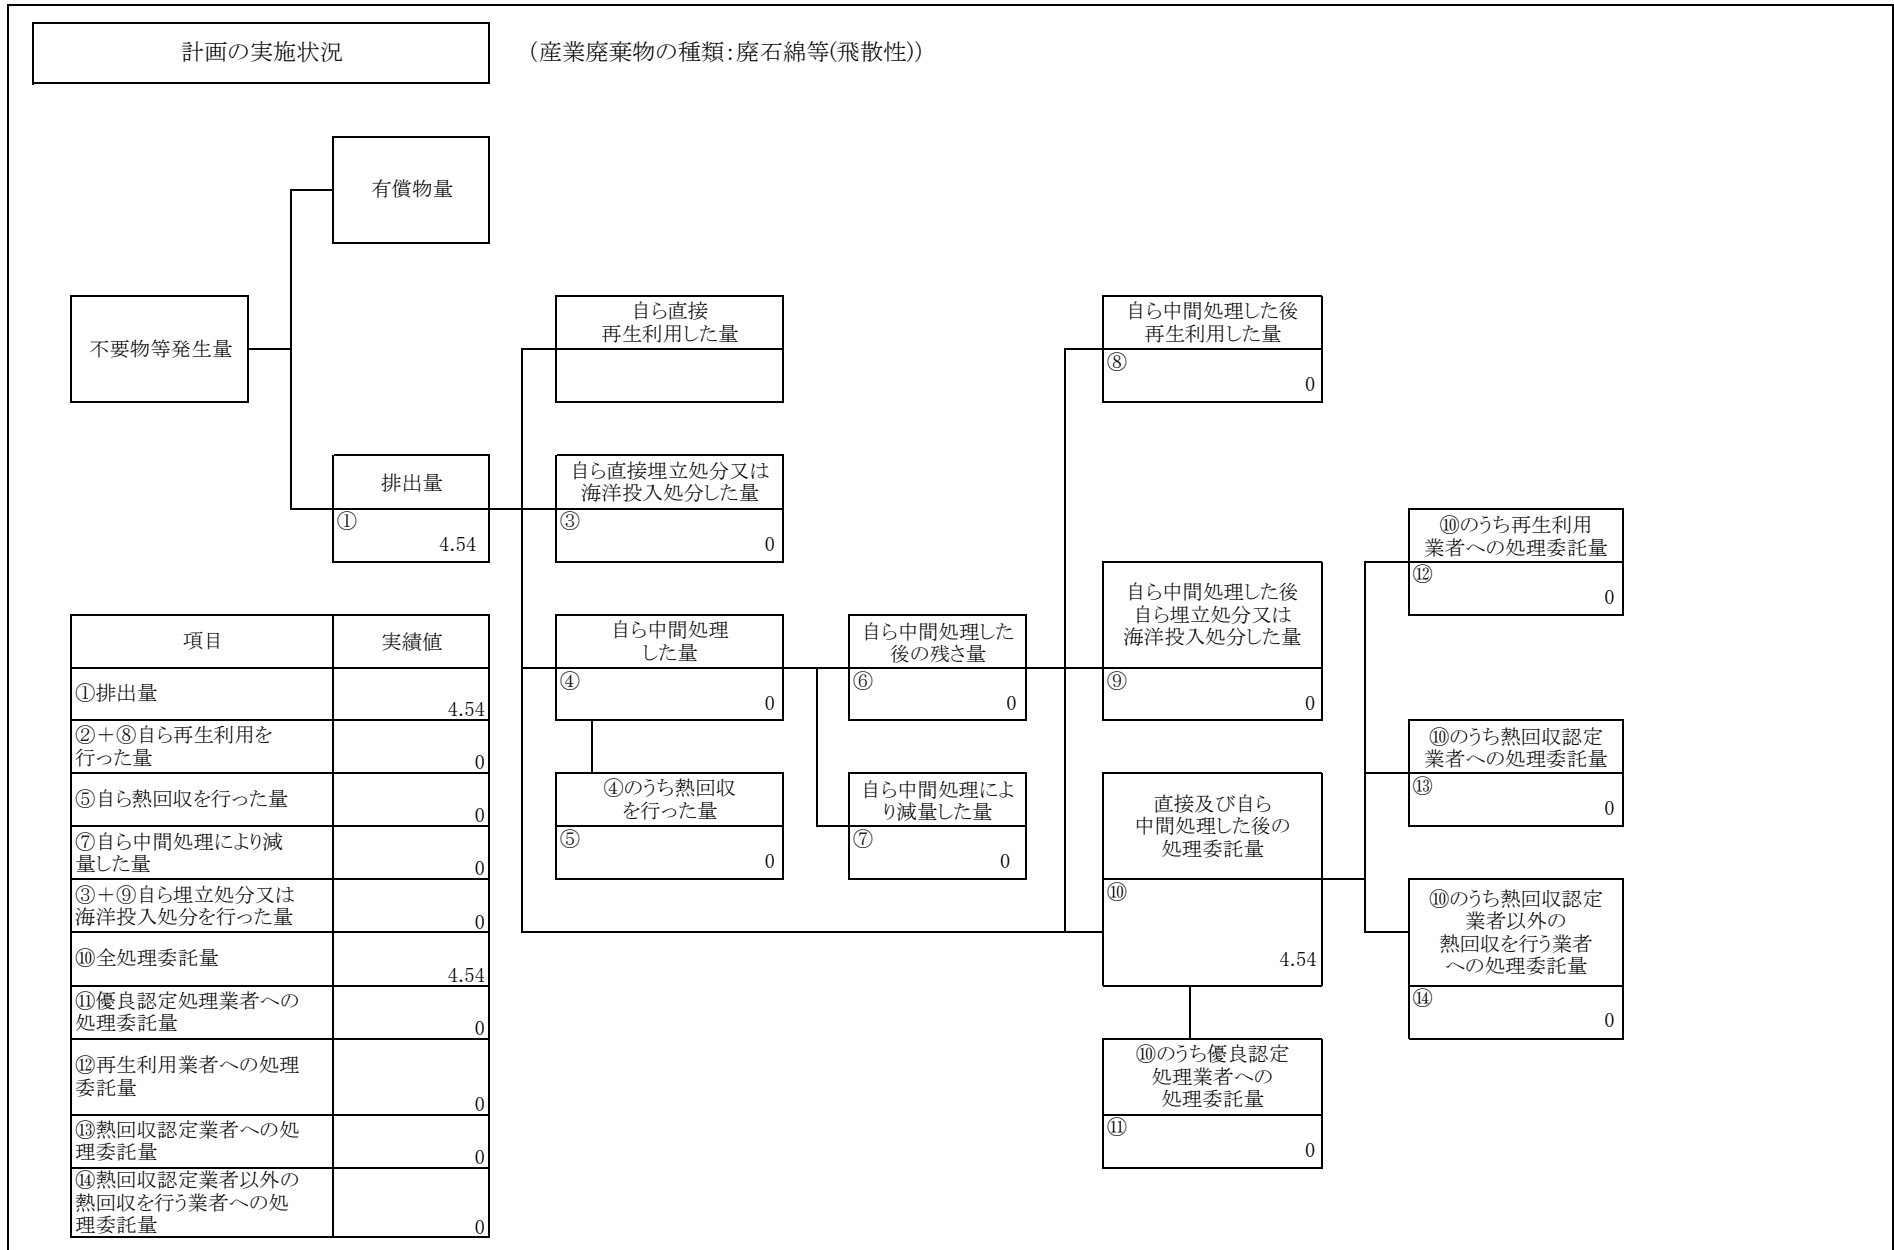 計画の実施状況
（産業廃棄物の種類：廃石綿等(飛散性)）
有償物量
不要物等発生量
排出量
①
4.54
自ら直接
再生利用した量
自ら直接埋立処分又は
海洋投入処分した量
③
0
自ら中間処理
した量
④
0
④のうち熱回収
を行った量
⑤
0
自ら中間処理した
後の残さ量
⑥
0
自ら中間処理によ
り減量した量
⑦
0
自ら中間処理した後
再生利用した量
⑧
0
自ら中間処理した後
自ら埋立処分又は
海洋投入処分した量
⑨
0
直接及び自ら
中間処理した後の
処理委託量
⑩
4.54
⑩のうち優良認定
処理業者への
処理委託量
⑪
0
⑩のうち再生利用
業者への処理委託量
⑫
0
⑩のうち熱回収認定
業者への処理委託量
⑬
0
⑩のうち熱回収認定
業者以外の
熱回収を行う業者
への処理委託量
⑭
0
項目 実績値
①排出量
4.54
②＋⑧自ら再生利用を
行った量
0
⑤自ら熱回収を行った量
0
⑦自ら中間処理により減
量した量
0
③＋⑨自ら埋立処分又は
海洋投入処分を行った量
0
⑩全処理委託量
4.54
⑪優良認定処理業者への
処理委託量
0
⑫再生利用業者への処理
委託量
0
⑬熱回収認定業者への処
理委託量
0
⑭熱回収認定業者以外の
熱回収を行う業者への処
理委託量
0